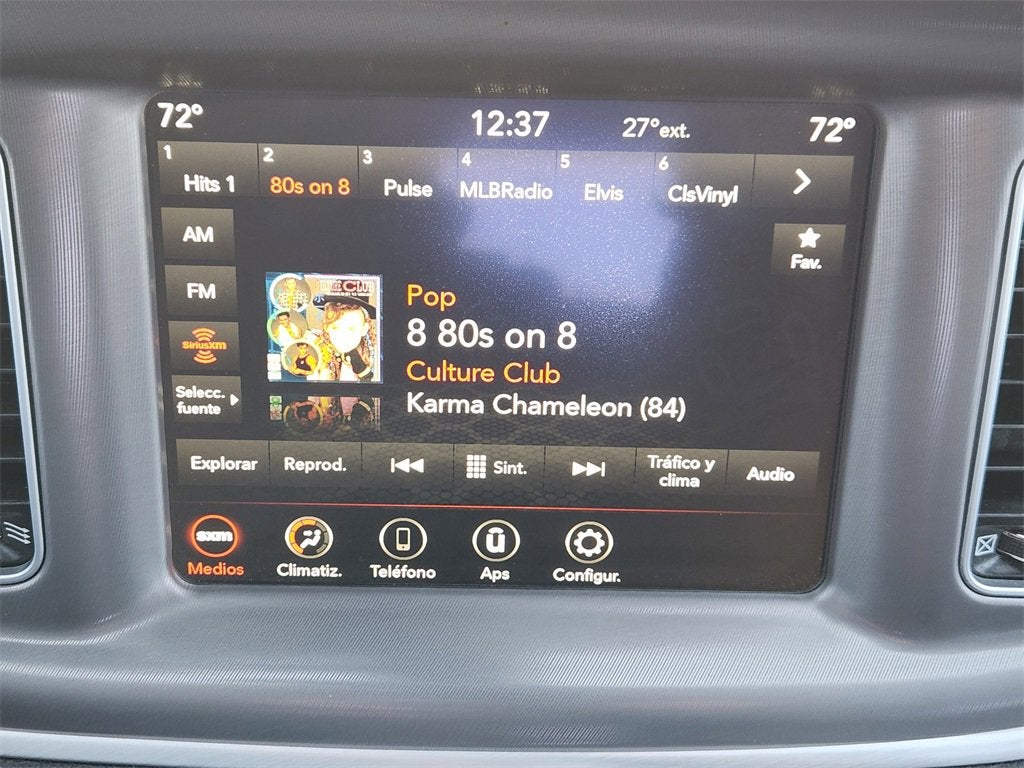 72°
12:37
27°ext.
72°
1 Hits 1
2 80s on 8
3 Pulse
4 MLBRadio
5 Elvis
6 ClsVinyl
AM
Fav.
FM
SiriusXM
Selecc.
fuente
CULTURE CLUB
Pop
8 80s on 8
Culture Club
Karma Chameleon (84)
Explorar
Reprod.
Sint.
Tráfico y
clima
Audio
sxm
Medios
Climatiz.
Teléfono
Aps
Configur.